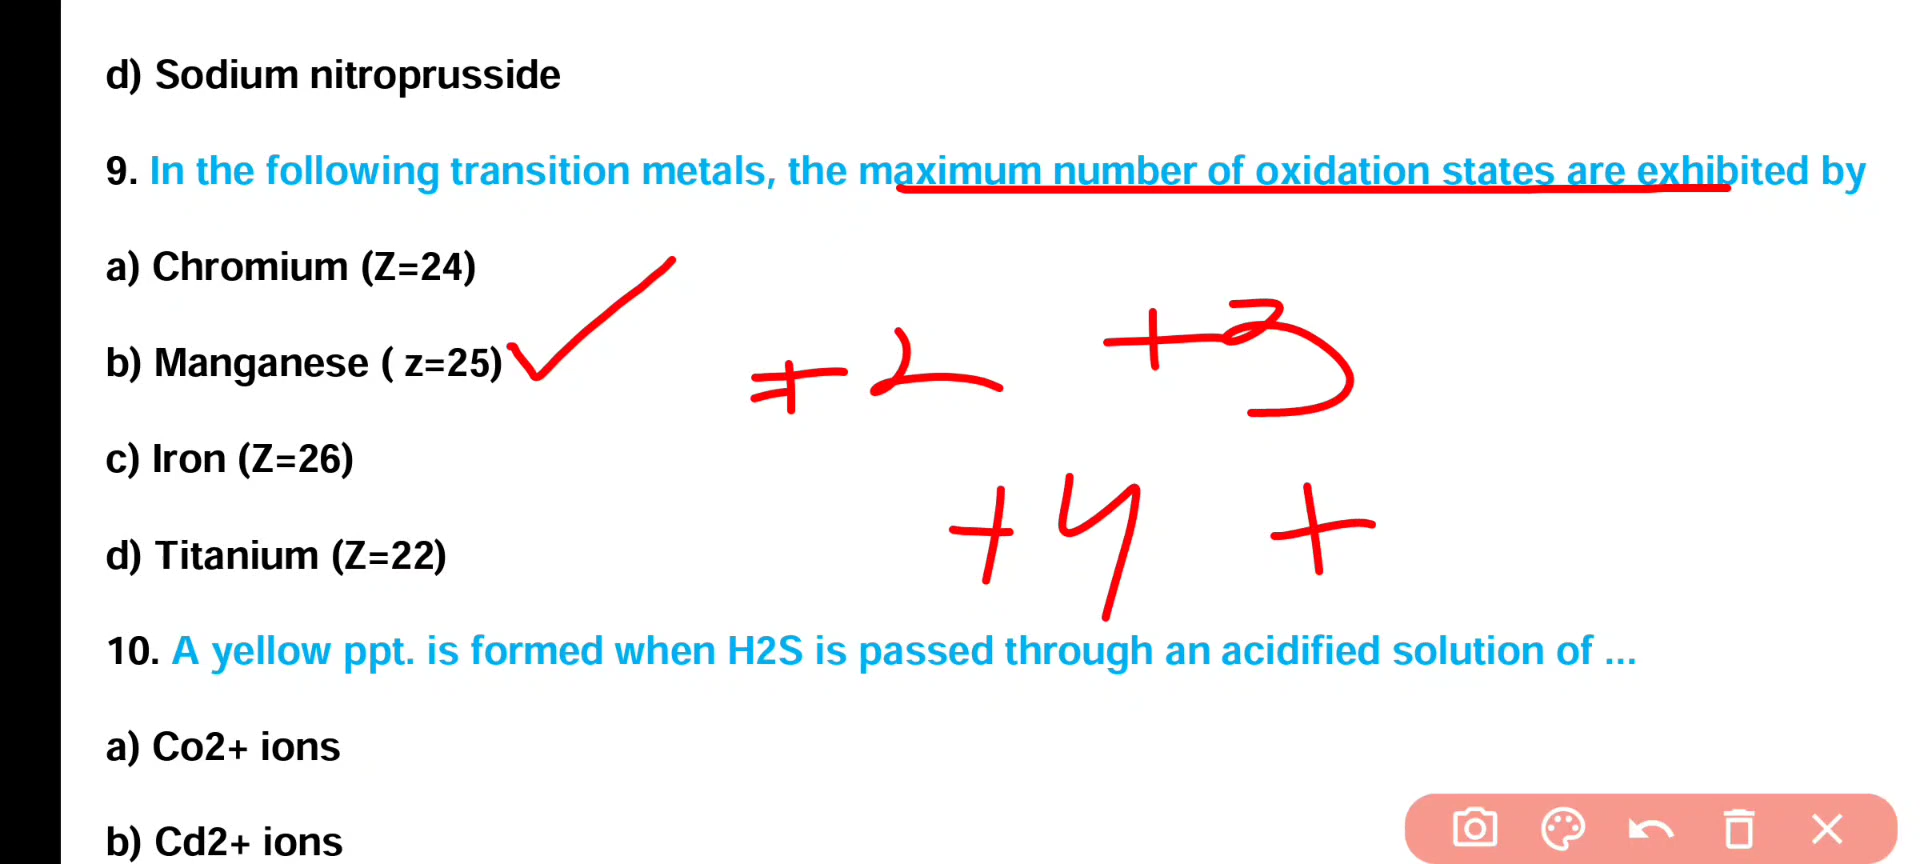 d) Sodium nitroprusside
9. In the following transition metals, the maximum number of oxidation states are exhibited by
a) Chromium (Z=24)
b) Manganese ( z=25)
+2 +3
c) Iron (Z=26)
+4 +
d) Titanium (Z=22)
10. A yellow ppt. is formed when H2S is passed through an acidified solution of ...
a) Co2+ ions
b) Cd2+ ions